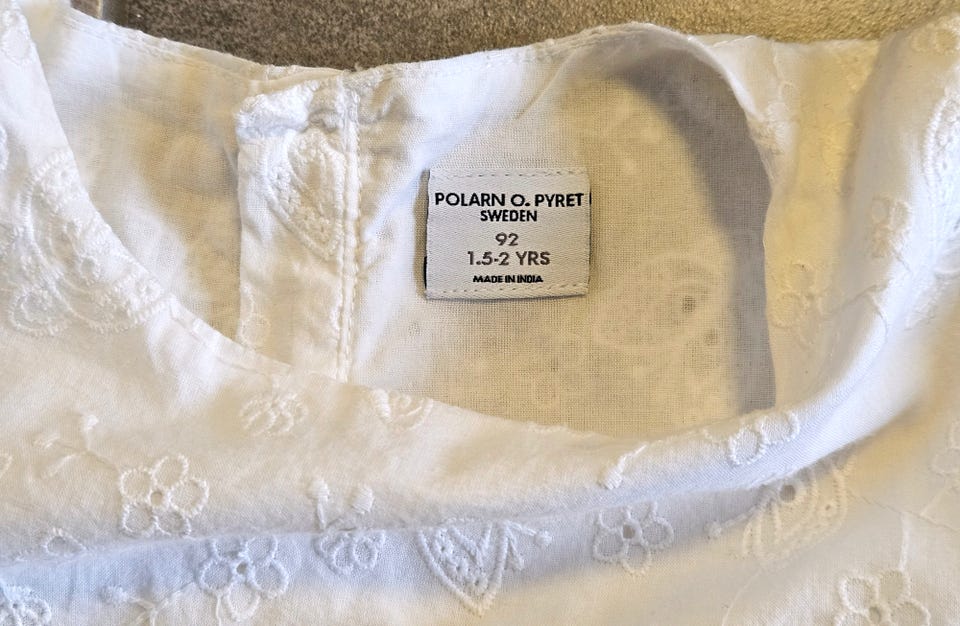 POLARN O. PYRET
SWEDEN
92
1.5-2 YRS
MADE IN INDIA